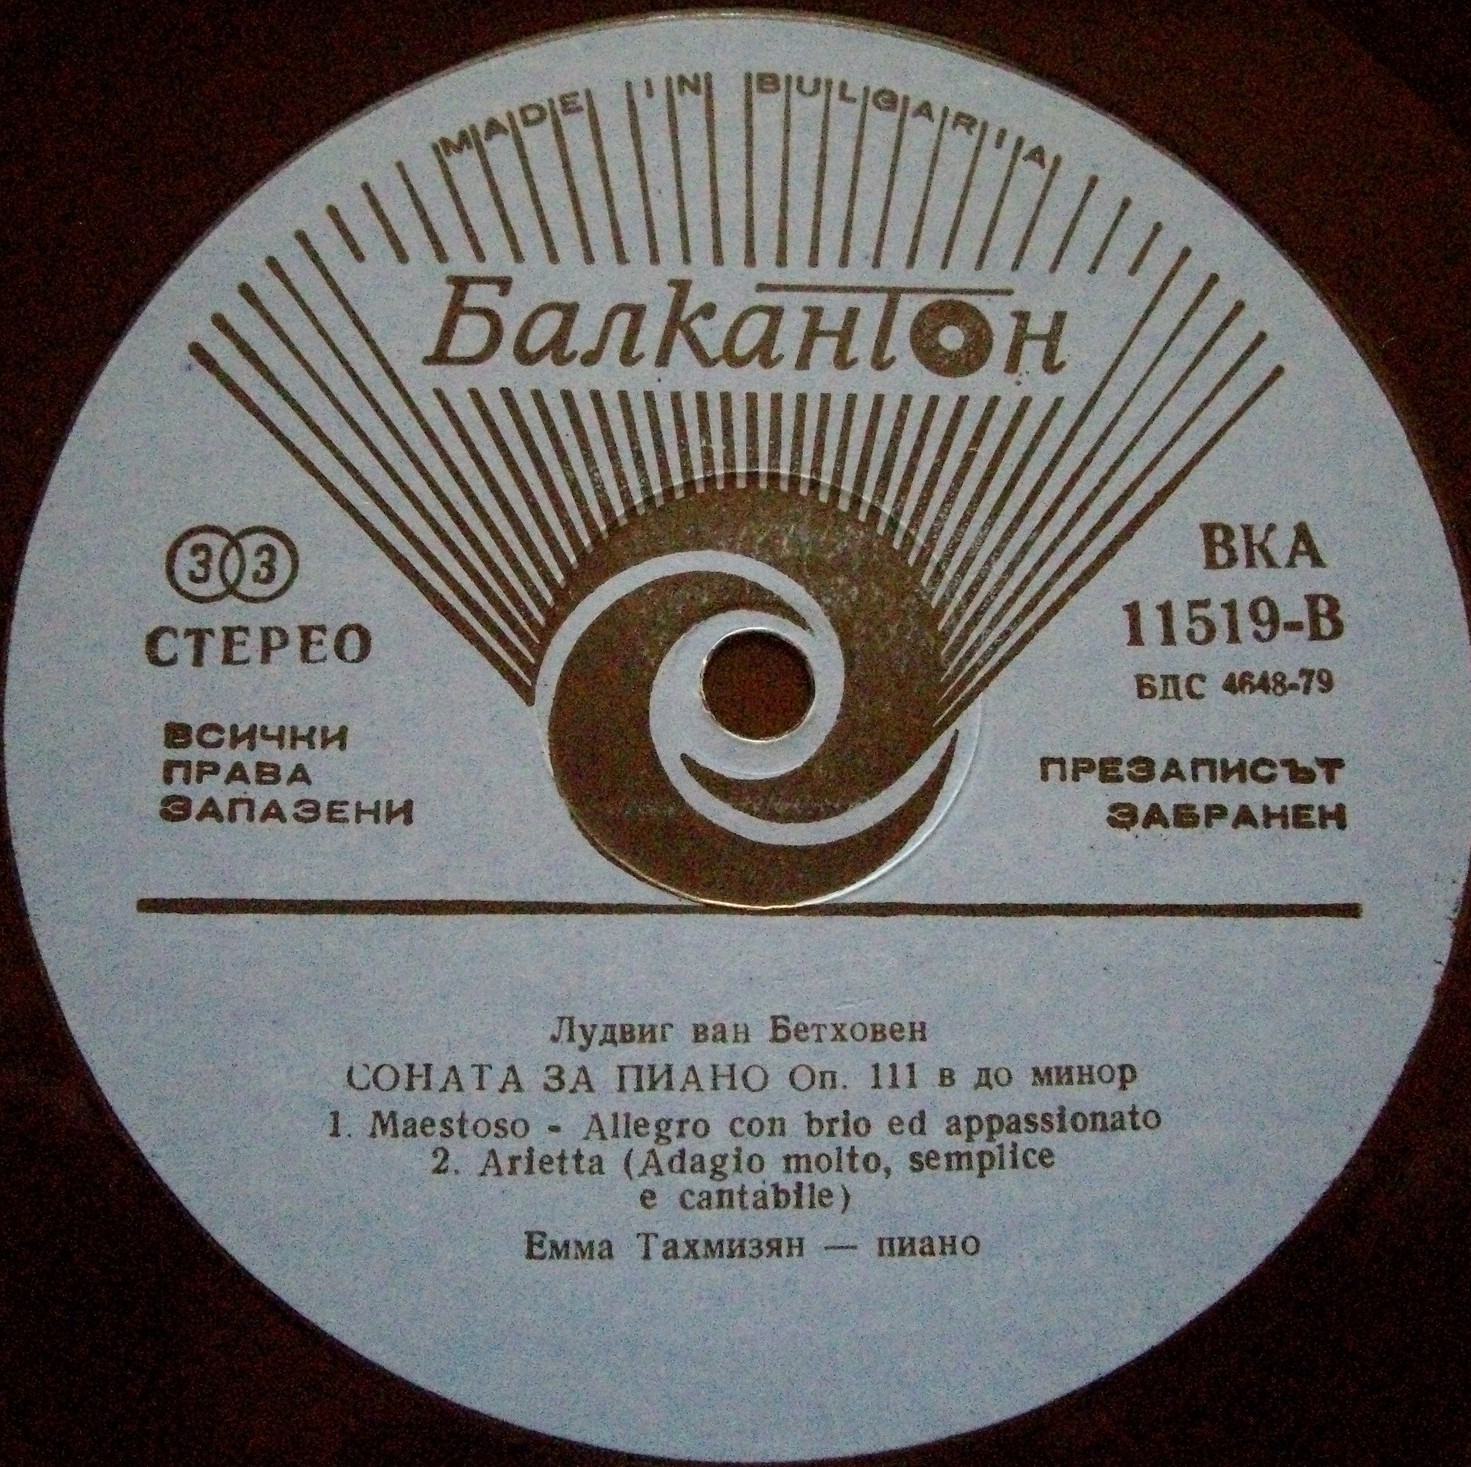 MADE IN BULGARIA
Балкантон
33
СТЕРЕО
ВСИЧКИ
ПРАВА
ЗАПАЗЕНИ
ВКА
11519-В
БДС 4648-79
ПРЕЗАПИСЪТ
ЗАБРАНЕН
Лудвиг ван Бетховен
СОНАТА ЗА ПИАНО Оп. 111 в до минор
1. Maestoso - Allegro con brio ed appassionato
2. Arietta (Adagio molto, semplice
e cantabile)
Емма Тахмизян — пиано